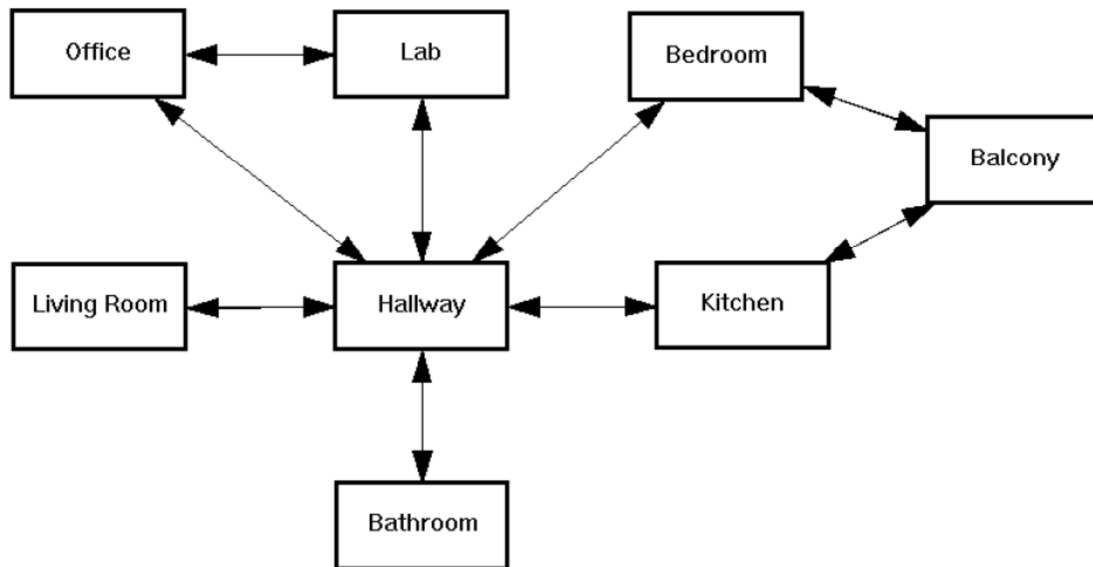 Office
Lab
Bedroom
Balcony
Living Room
Hallway
Kitchen
Bathroom